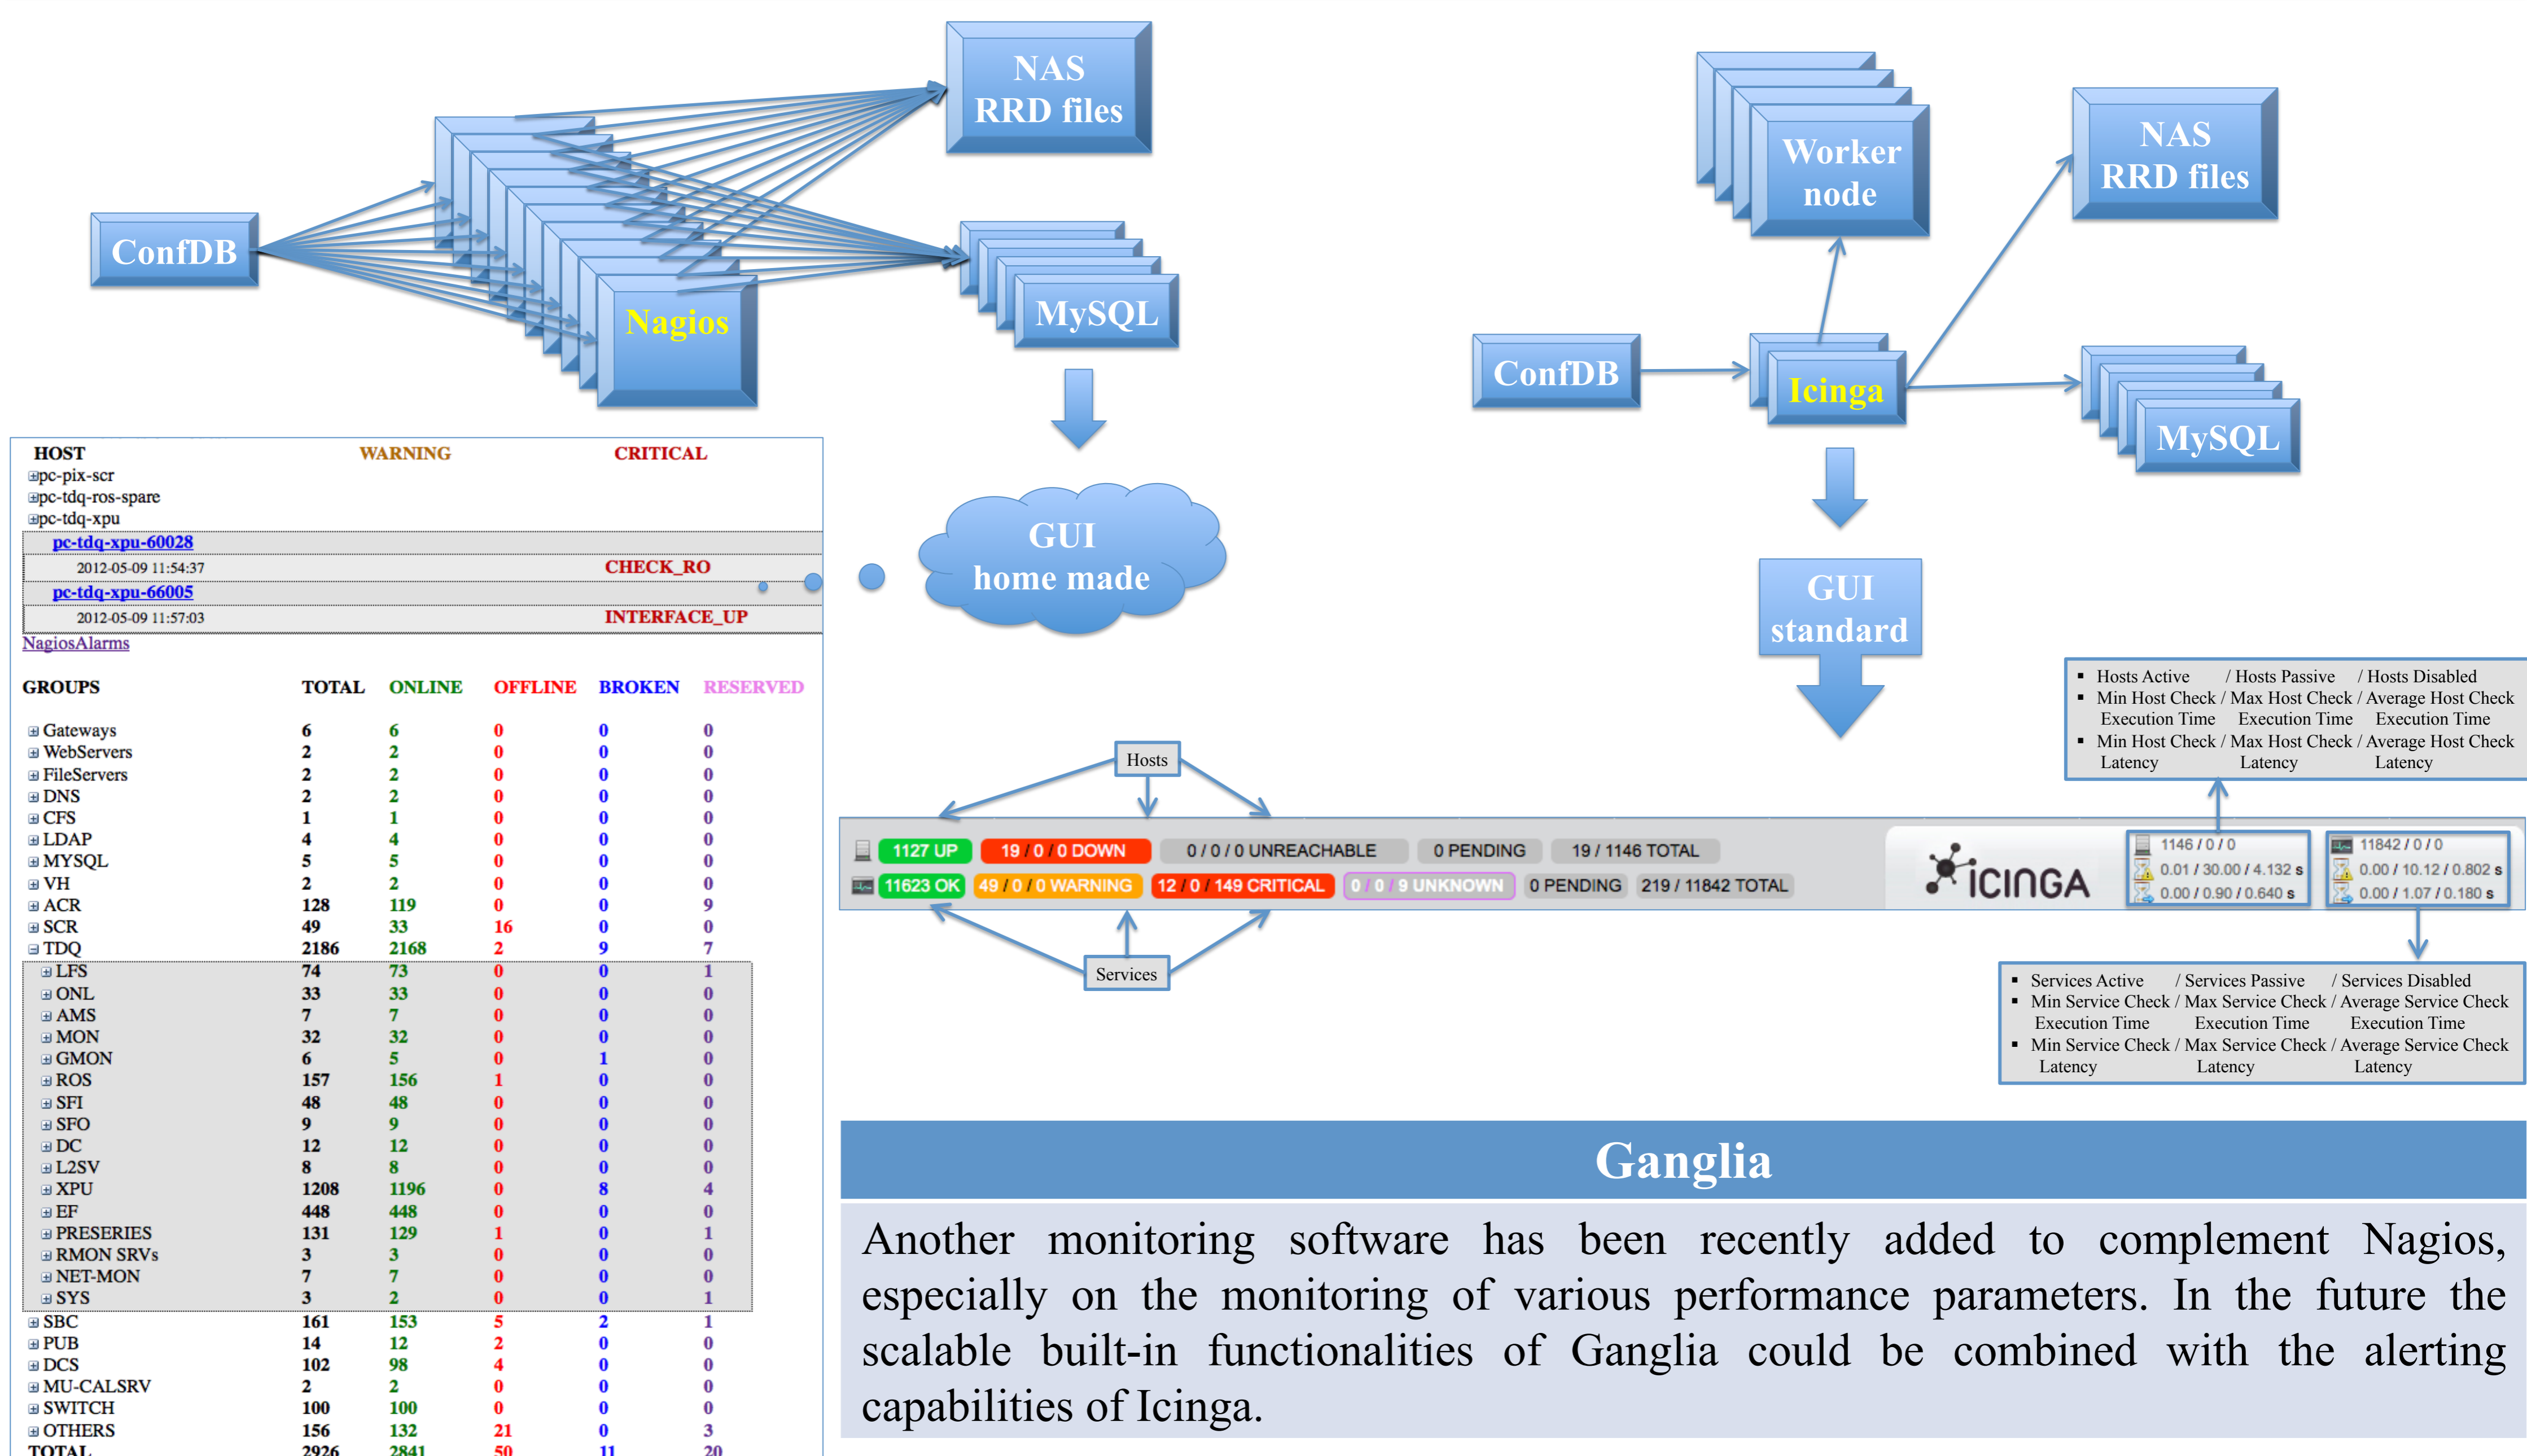 NAS
RRD files
ConfDB
Nagios
MySQL
GUI
home made
Worker
node
NAS
RRD files
ConfDB
Icinga
MySQL
GUI
standard
HOST WARNING CRITICAL
pc-pix-scr
pc-tdq-ros-spare
pc-tdq-xpu
pc-tdq-xpu-60028
2012-05-09 11:54:37 CHECK_RO
pc-tdq-xpu-66005
2012-05-09 11:57:03 INTERFACE_UP
NagiosAlarms
GROUPS TOTAL ONLINE OFFLINE BROKEN RESERVED
Gateways 6 6 0 0 0
WebServers 2 2 0 0 0
FileServers 2 2 0 0 0
DNS 2 2 0 0 0
CFS 1 1 0 0 0
LDAP 4 4 0 0 0
MYSQL 5 5 0 0 0
VH 2 2 0 0 0
ACR 128 119 0 0 9
SCR 49 33 16 0 0
TDQ 2186 2168 2 9 7
LFS 74 73 0 0 1
ONL 33 33 0 0 0
AMS 7 7 0 0 0
MON 32 32 0 0 0
GMON 6 5 0 1 0
ROS 157 156 1 0 0
SFI 48 48 0 0 0
SFO 9 9 0 0 0
DC 12 12 0 0 0
L2SV 8 8 0 0 0
XPU 1208 1196 0 8 4
EF 448 448 0 0 0
PRESERIES 131 129 1 0 1
RMON SRVs 3 3 0 0 0
NET-MON 7 7 0 0 0
SYS 3 2 0 0 1
SBC 161 153 5 2 1
PUB 14 12 2 0 0
DCS 102 98 4 0 0
MU-CALSRV 2 2 0 0 0
SWITCH 100 100 0 0 0
OTHERS 156 132 21 0 3
TOTAL 2926 2841 50 11 20
▪ Hosts Active / Hosts Passive / Hosts Disabled
▪ Min Host Check / Max Host Check / Average Host Check
Execution Time Execution Time Execution Time
▪ Min Host Check / Max Host Check / Average Host Check
Latency Latency Latency
Hosts
1127 UP 19 / 0 / 0 DOWN 0 / 0 / 0 UNREACHABLE 0 PENDING 19 / 1146 TOTAL
11623 OK 49 / 0 / 0 WARNING 12 / 0 / 149 CRITICAL 0 / 0 / 9 UNKNOWN 0 PENDING 219 / 11842 TOTAL
ICINGA
1146 / 0 / 0
0.01 / 30.00 / 4.132 s
0.00 / 0.90 / 0.640 s
11842 / 0 / 0
0.00 / 10.12 / 0.802 s
0.00 / 1.07 / 0.180 s
Services
▪ Services Active / Services Passive / Services Disabled
▪ Min Service Check / Max Service Check / Average Service Check
Execution Time Execution Time Execution Time
▪ Min Service Check / Max Service Check / Average Service Check
Latency Latency Latency
Ganglia
Another monitoring software has been recently added to complement Nagios,
especially on the monitoring of various performance parameters. In the future the
scalable built-in functionalities of Ganglia could be combined with the alerting
capabilities of Icinga.